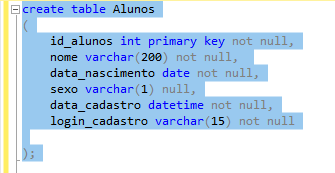 create table Alunos
(
id_alunos int primary key not null,
nome varchar(200) not null,
data_nascimento date not null,
sexo varchar(1) null,
data_cadastro datetime not null,
login_cadastro varchar(15) not null
);